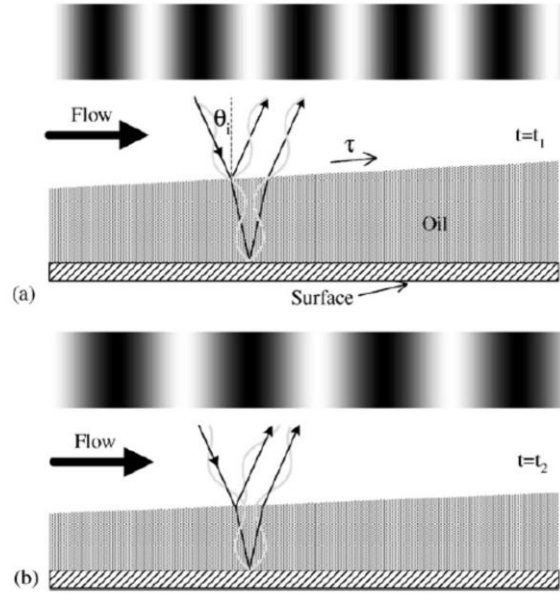 Flow
θi
τ
t=t1
Oil
(a)
Surface
Flow
t=t2
(b)